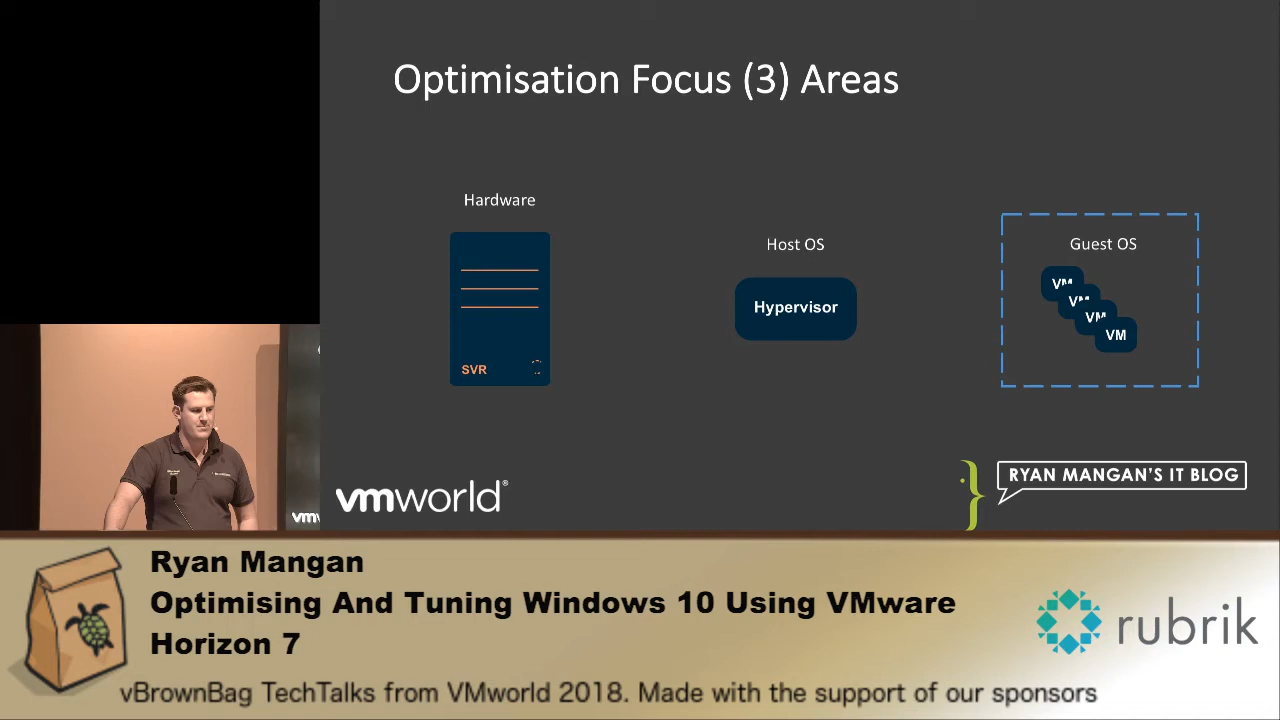 Optimisation Focus (3) Areas
Hardware
SVR
Host OS
Hypervisor
Guest OS
VM
VM
VM
VM
vmworld®
RYAN MANGAN'S IT BLOG
Ryan Mangan
Optimising And Tuning Windows 10 Using VMware
Horizon 7
rubrik
vBrownBag TechTalks from VMworld 2018. Made with the support of our sponsors